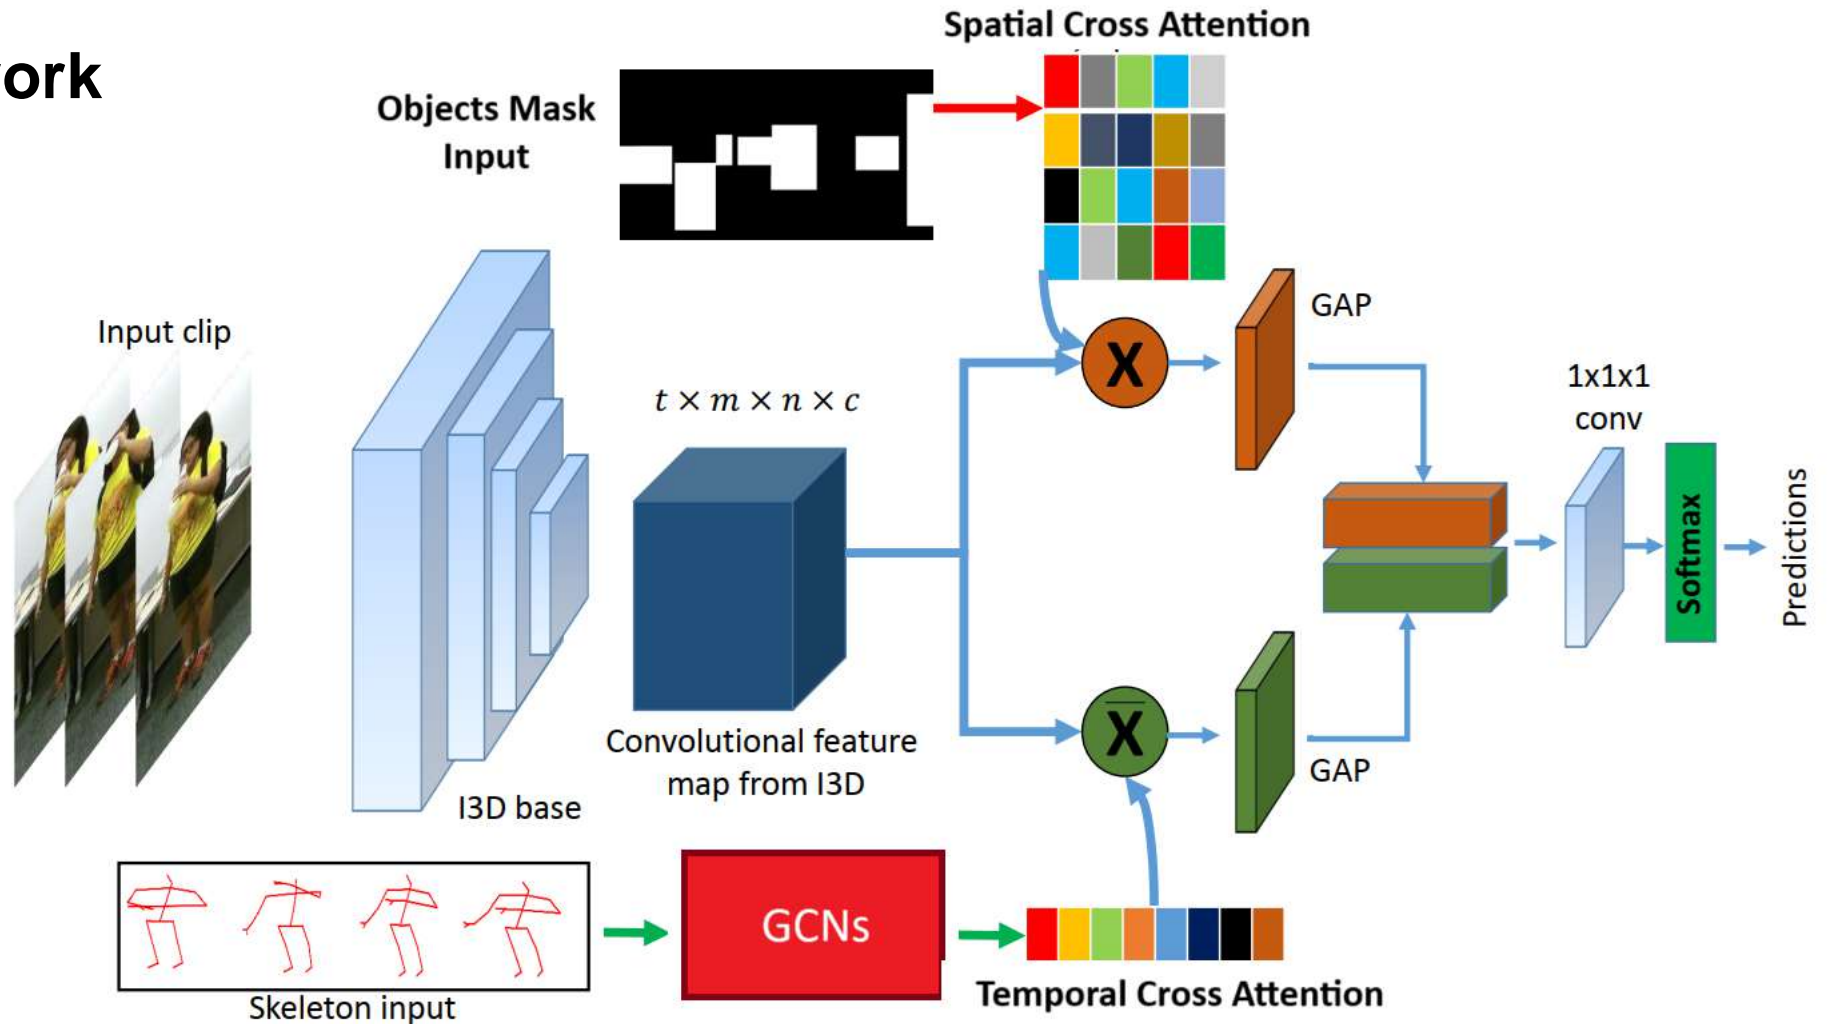 Spatial Cross Attention
Objects Mask
Input
Input clip
GAP
X
1x1x1
conv
t × m × n × c
Softmax
Predictions
X
Convolutional feature
map from I3D
GAP
I3D base
GCNs
Skeleton input
Temporal Cross Attention